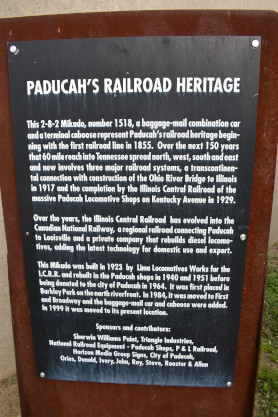 PADUCAH'S RAILROAD HERITAGE
This 2-8-2 Mikado, number 1518, a baggage-mail combination car
and a terminal caboose represent Paducah's railroad heritage begin-
ning with the first railroad line in 1855. Over the next 150 years
that 60 mile reach into Tennessee spread north, west, south and east
and now involves three major railroad systems, a transcontinen-
tal connection with construction of the Ohio River Bridge to Illinois
in 1917 and the completion by the Illinois Central Railroad of the
massive Paducah Locomotive Shops on Kentucky Avenue in 1929.
Over the years, the Illinois Central Railroad has evolved into the
Canadian National Railway, a regional railroad connecting Paducah
to Louisville and a private company that rebuilds diesel locomo-
tives, adding the latest technology for domestic use and export.
This Mikado was built in 1923 by Lima Locomotives Works for the
I.C.R.R. and rebuilt in the Paducah shops in 1940 and 1951 before
being donated to the city of Paducah in 1964. It was first placed in
Barkley Park on the north riverfront. In 1984, it was moved to First
and Broadway and the baggage-mail car and caboose were added.
In 1999 it was moved to its present location.
Sponsors and contributors:
Sherwin Williams Paint, Triangle Industries,
National Railroad Equipment - Paducah Shops, P & L Railroad,
Horizon Media Group Signs, City of Paducah,
Ories, Donald, Ivory, John, Ray, Steve, Rooster & Allen